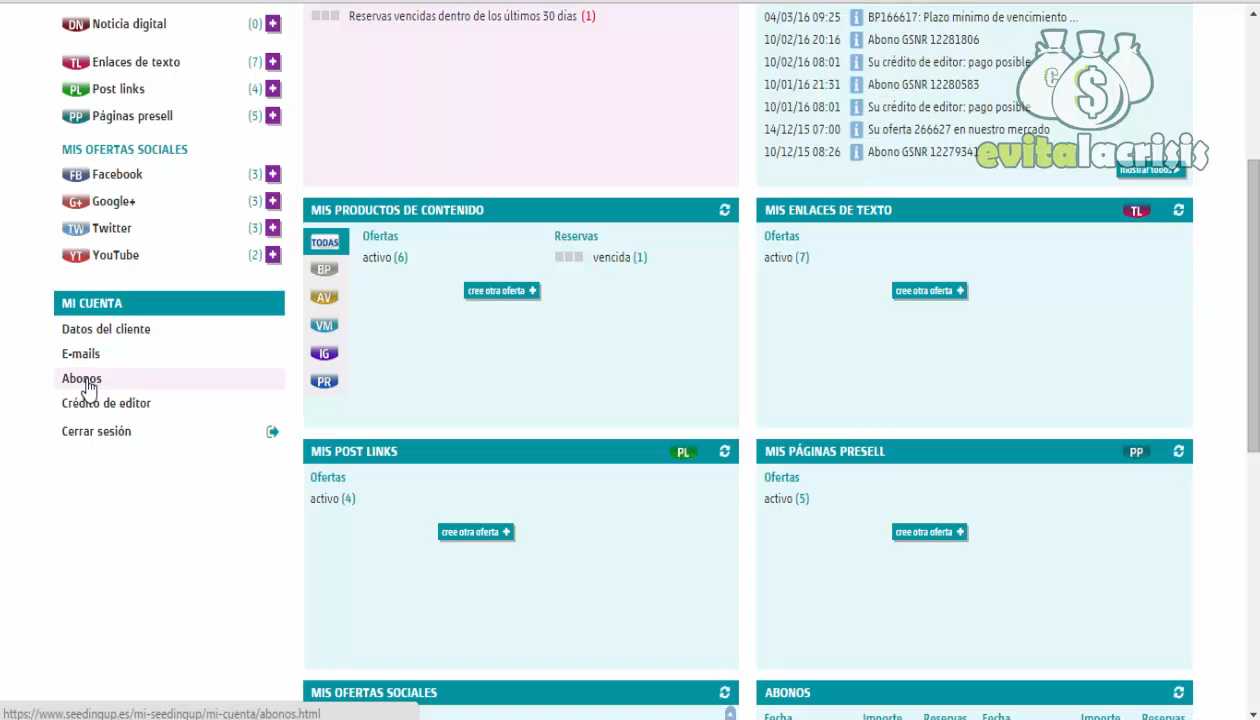 DN Noticia digital (0) +
TL Enlaces de texto (7) +
PL Post links (4) +
PP Páginas presell (5) +
MIS OFERTAS SOCIALES
FB Facebook (3) +
G+ Google+ (3) +
TW Twitter (3) +
YT YouTube (2) +
MI CUENTA
Datos del cliente
E-mails
Abonos
Crédito de editor
Cerrar sesión
Reservas vencidas dentro de los últimos 30 días (1)
04/03/16 09:25 i BP166617: Plazo mínimo de vencimiento ...
10/02/16 20:16 i Abono GSNR 12281806
10/02/16 08:01 i Su crédito de editor: pago posible
10/01/16 21:31 i Abono GSNR 12280583
10/01/16 08:01 i Su crédito de editor: pago posible
14/12/15 07:00 i Su oferta 266627 en nuestro mercado
10/12/15 08:26 i Abono GSNR 12279341
mostrar todos
€ $
evitalacrisis
MIS PRODUCTOS DE CONTENIDO
TODAS
BP
AV
VM
IG
PR
Ofertas
activo (6)
Reservas
vencida (1)
cree otra oferta +
MIS ENLACES DE TEXTO TL
Ofertas
activo (7)
cree otra oferta +
MIS POST LINKS PL
Ofertas
activo (4)
cree otra oferta +
MIS PÁGINAS PRESELL PP
Ofertas
activo (5)
cree otra oferta +
MIS OFERTAS SOCIALES
ABONOS
Fecha Importe Reservas Fecha Importe Reservas
https://www.seedingup.es/mi-seedingup/mi-cuenta/abonos.html